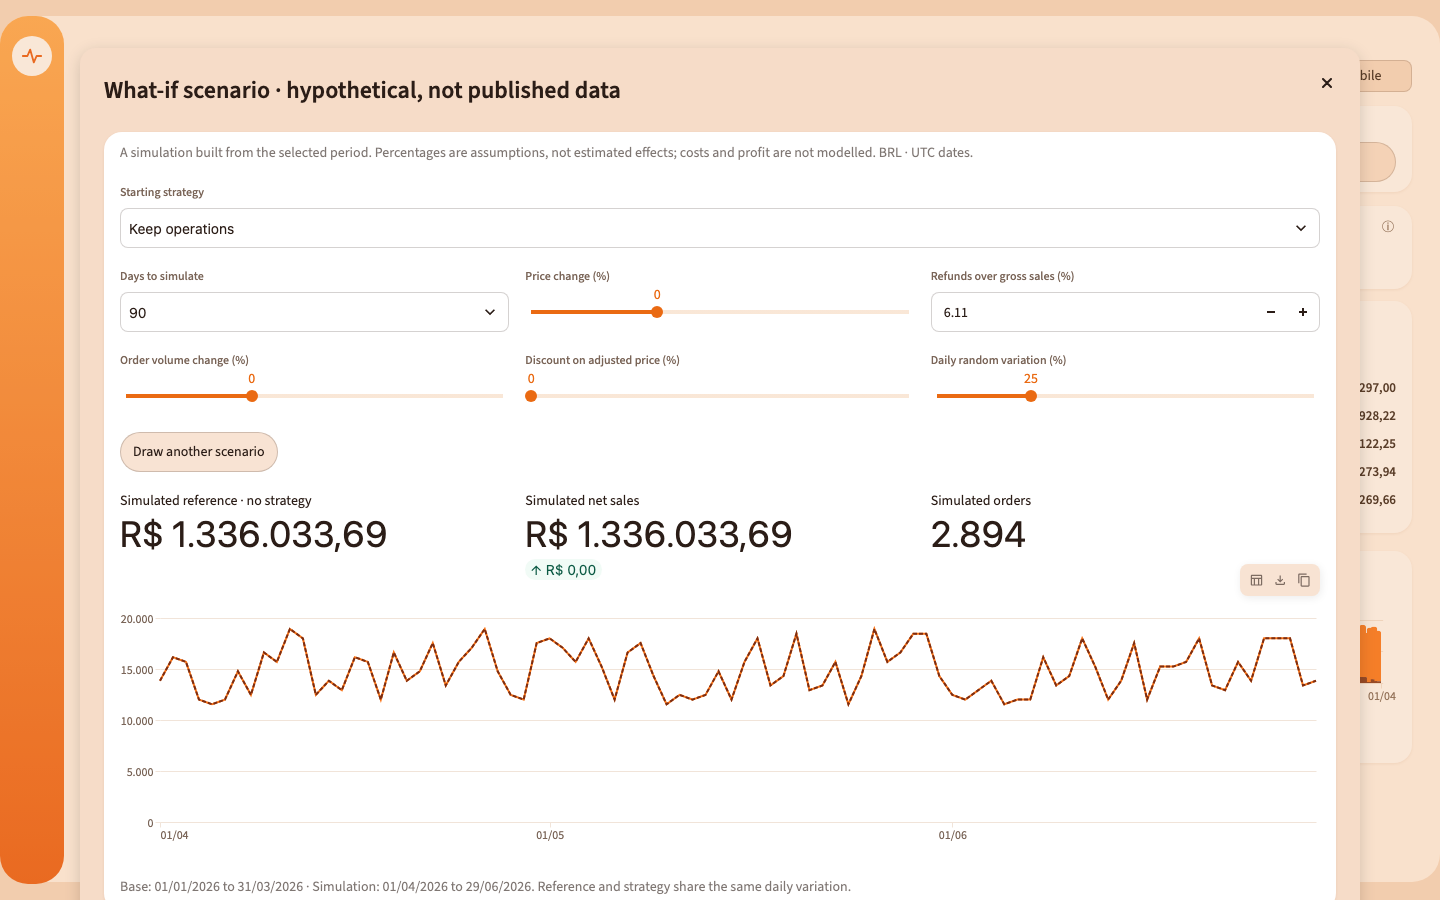 What-if scenario · hypothetical, not published data
bile
A simulation built from the selected period. Percentages are assumptions, not estimated effects; costs and profit are not modelled. BRL · UTC dates.
Starting strategy
Keep operations
Days to simulate
Price change (%)
Refunds over gross sales (%)
90
0
6.11
Order volume change (%)
Discount on adjusted price (%)
Daily random variation (%)
0
0
25
297,00
928,22
122,25
273,94
269,66
Draw another scenario
Simulated reference · no strategy
Simulated net sales
Simulated orders
R$ 1.336.033,69
R$ 1.336.033,69
2.894
↑ R$ 0,00
20.000
15.000
10.000
5.000
0
01/04
01/05
01/06
01/04
Base: 01/01/2026 to 31/03/2026 · Simulation: 01/04/2026 to 29/06/2026. Reference and strategy share the same daily variation.